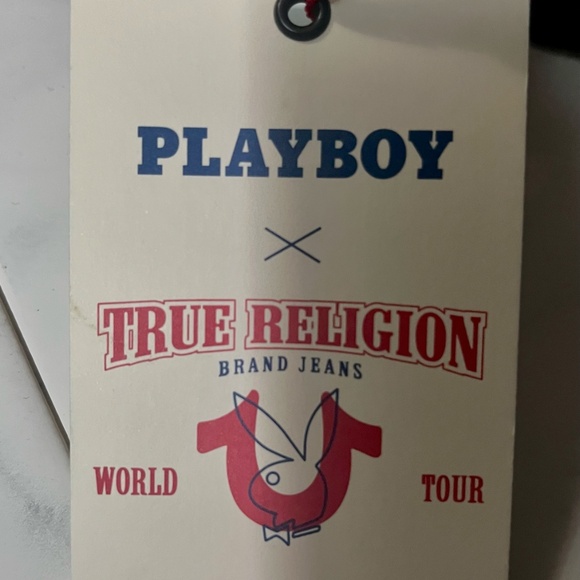 PLAYBOY
X
TRUE RELIGION
BRAND JEANS
WORLD TOUR